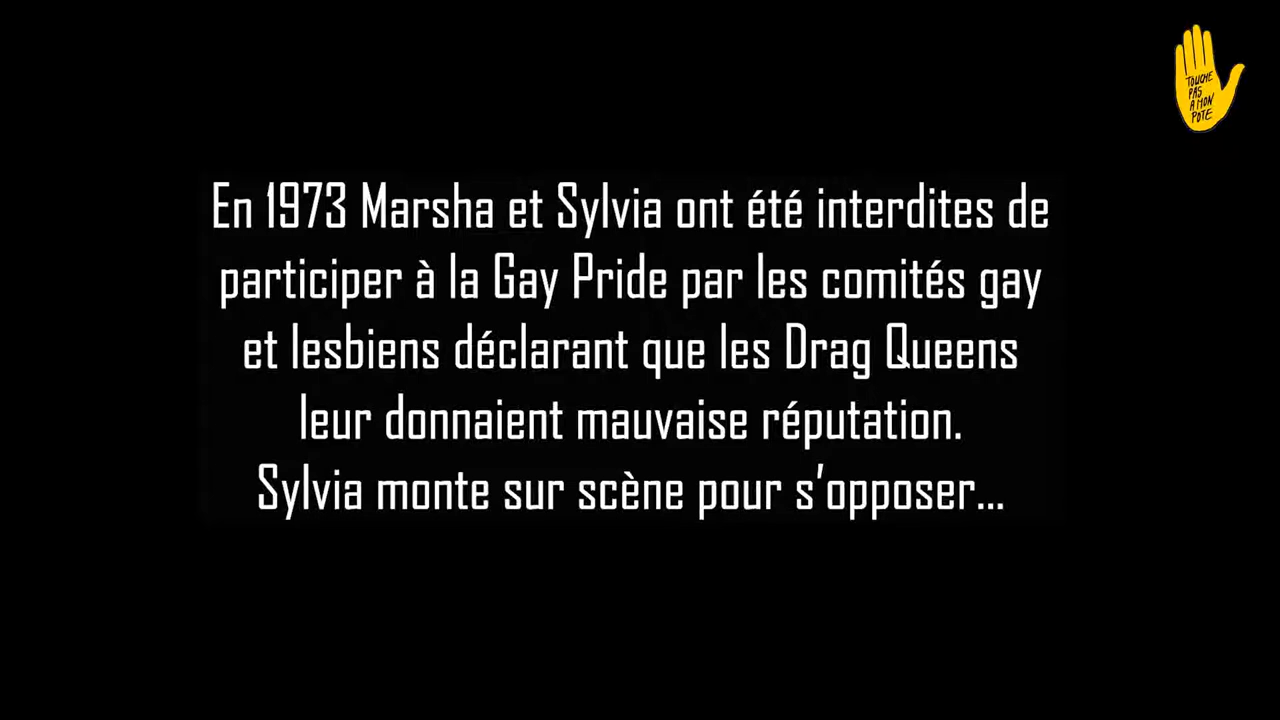 TOUCHE
PAS
A MON
POTE
En 1973 Marsha et Sylvia ont été interdites de
participer à la Gay Pride par les comités gay
et lesbiens déclarant que les Drag Queens
leur donnaient mauvaise réputation.
Sylvia monte sur scène pour s'opposer...